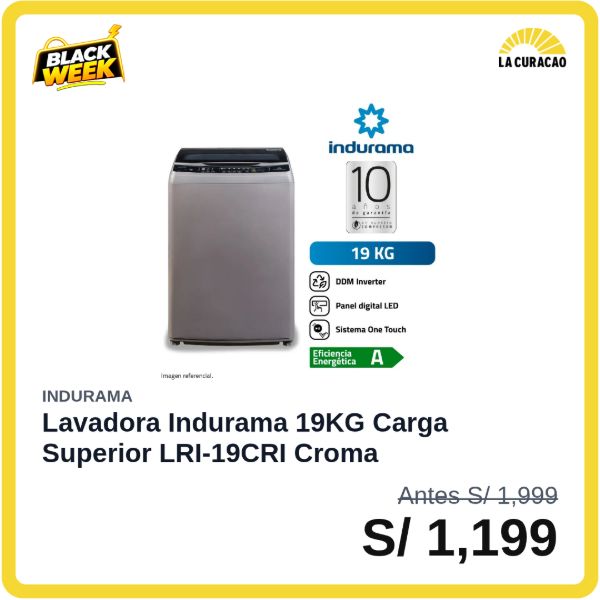 BLACK
WEEK
LA CURACAO
indurama
10
años
de garantía
19 KG
DDM Inverter
Panel digital LED
Sistema One Touch
Eficiencia
Energética
A
Imagen referencial.
INDURAMA
Lavadora Indurama 19KG Carga
Superior LRI-19CRI Croma
Antes S/ 1,999
S/ 1,199